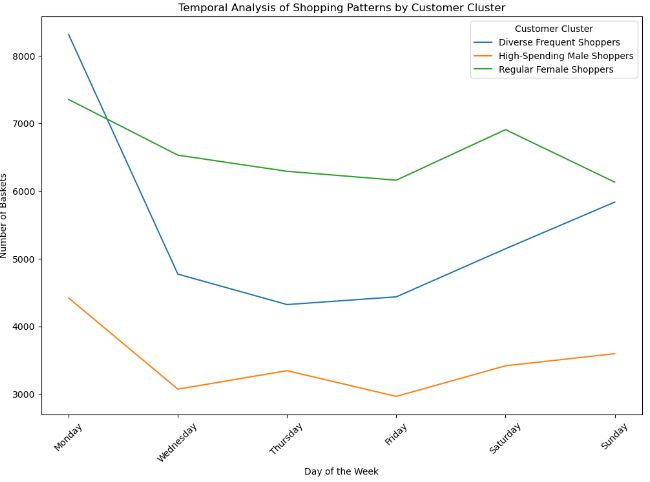 Temporal Analysis of Shopping Patterns by Customer Cluster
Customer Cluster
Diverse Frequent Shoppers
High-Spending Male Shoppers
Regular Female Shoppers
Number of Baskets
8000
7000
6000
5000
4000
3000
Monday
Wednesday
Thursday
Friday
Saturday
Sunday
Day of the Week